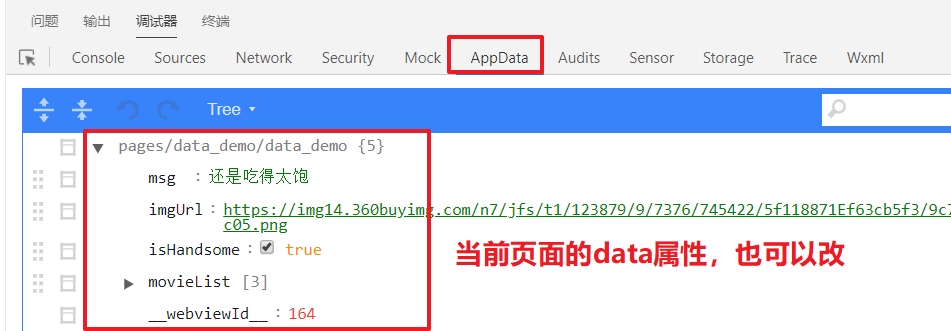 问题 输出 调试器 终端
Console Sources Network Security Mock AppData Audits Sensor Storage Trace Wxml
Tree
pages/data_demo/data_demo {5}
msg : 还是吃得太饱
imgUrl : https://img14.360buyimg.com/n7/jfs/t1/123879/9/7376/745422/5f118871Ef63cb5f3/9c7
c05.png
isHandsome : true
movieList [3]
__webviewId__ : 164
当前页面的data属性，也可以改